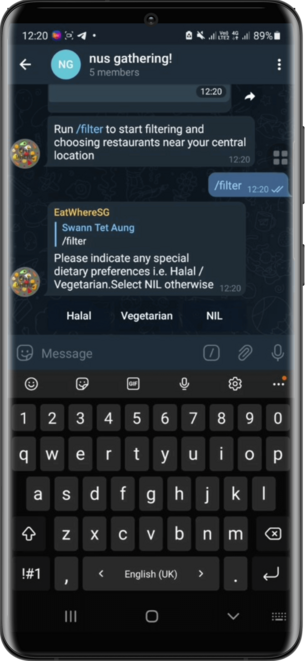 12:20 89%
NG
nus gathering!
5 members
12:20
Run /filter to start filtering and
choosing restaurants near your central
location 12:20
/filter 12:20
EatWhereSG
Swann Tet Aung
/filter
Please indicate any special
dietary preferences i.e. Halal /
Vegetarian.Select NIL otherwise 12:20
Halal Vegetarian NIL
Message
GIF
1 2 3 4 5 6 7 8 9 0
q w e r t y u i o p
a s d f g h j k l
z x c v b n m
!#1 , < English (UK) > .